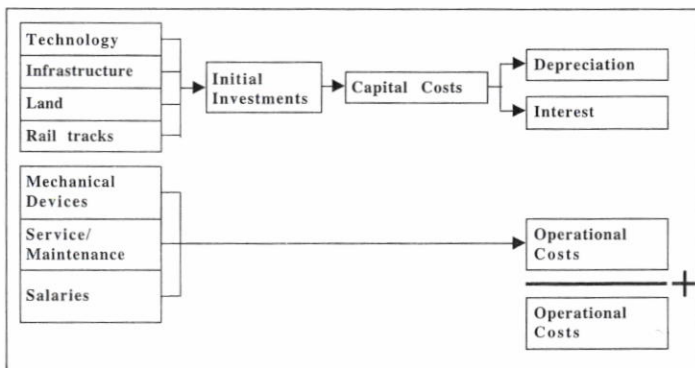 Technology
Infrastructure
Land
Rail tracks
Initial
Investments
Capital Costs
Depreciation
Interest
Mechanical
Devices
Service/
Maintenance
Salaries
Operational
Costs
+
Operational
Costs